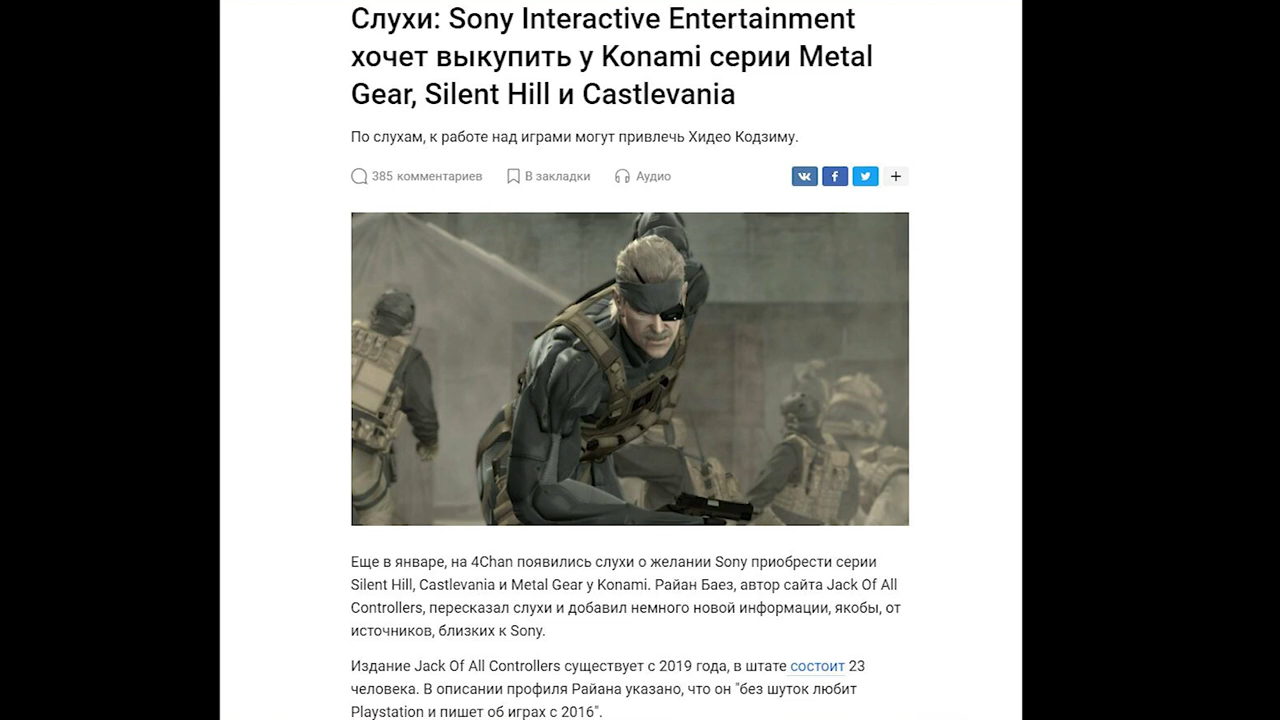 Слухи: Sony Interactive Entertainment
хочет выкупить у Konami серии Metal
Gear, Silent Hill и Castlevania
По слухам, к работе над играми могут привлечь Хидео Кодзиму.
385 комментариев В закладки Аудио
Еще в январе, на 4Chan появились слухи о желании Sony приобрести серии
Silent Hill, Castlevania и Metal Gear у Konami. Райан Баез, автор сайта Jack Of All
Controllers, пересказал слухи и добавил немного новой информации, якобы, от
источников, близких к Sony.
Издание Jack Of All Controllers существует с 2019 года, в штате состоит 23
человека. В описании профиля Райана указано, что он "без шуток любит
Playstation и пишет об играх с 2016".